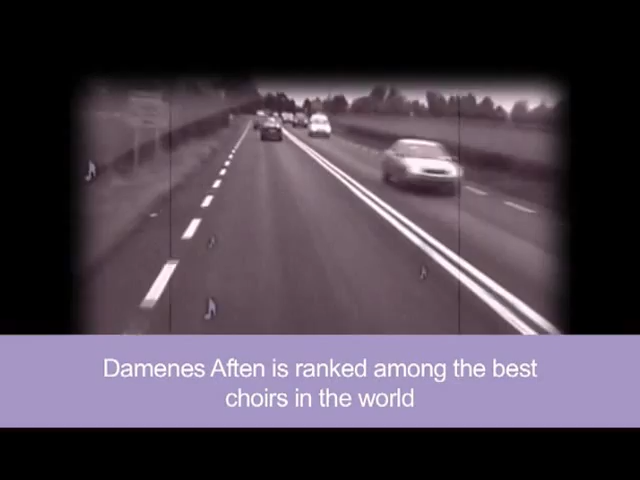 Damenes Aften is ranked among the best
choirs in the world